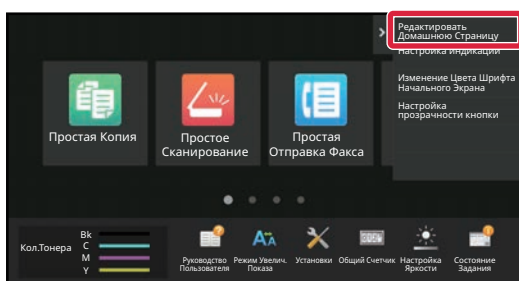 Редактировать
Домашнюю Страницу
Настройка индикации
Изменение Цвета Шрифта
Начального Экрана
Настройка
прозрачности кнопки
Простая Копия
Простое
Сканирование
Простая
Отправка Факса
Кол.Тонера
Bk
C
M
Y
Руководство
Пользователя
Режим Увелич.
Показа
Установки
Общий Счетчик
Настройка
Яркости
Состояние
Задания